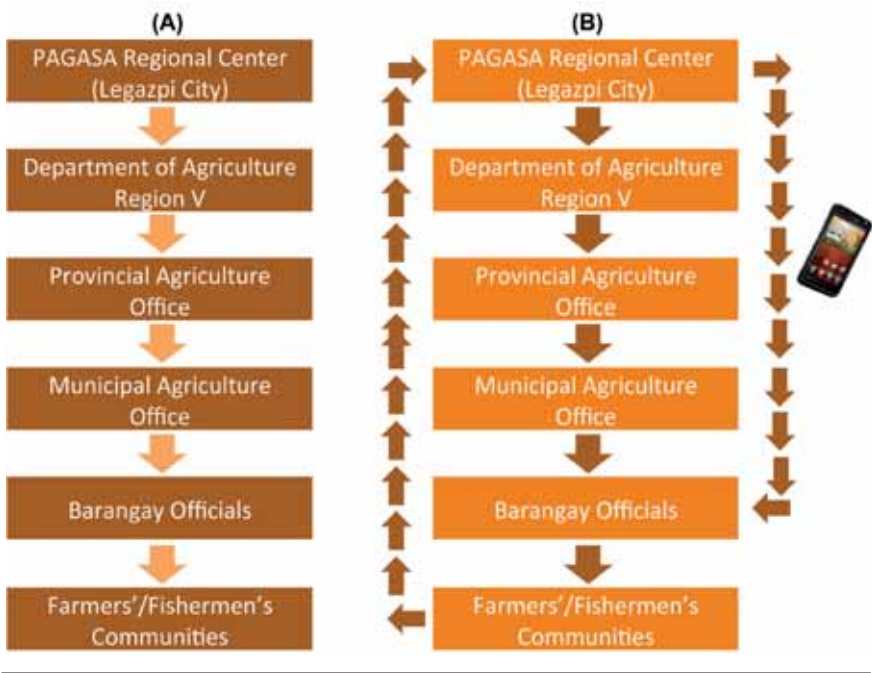 (A)
PAGASA Regional Center
(Legazpi City)
Department of Agriculture
Region V
Provincial Agriculture
Office
Municipal Agriculture
Office
Barangay Officials
Farmers’/Fishermen’s
Communities
(B)
PAGASA Regional Center
(Legazpi City)
Department of Agriculture
Region V
Provincial Agriculture
Office
Municipal Agriculture
Office
Barangay Officials
Farmers’/Fishermen’s
Communities